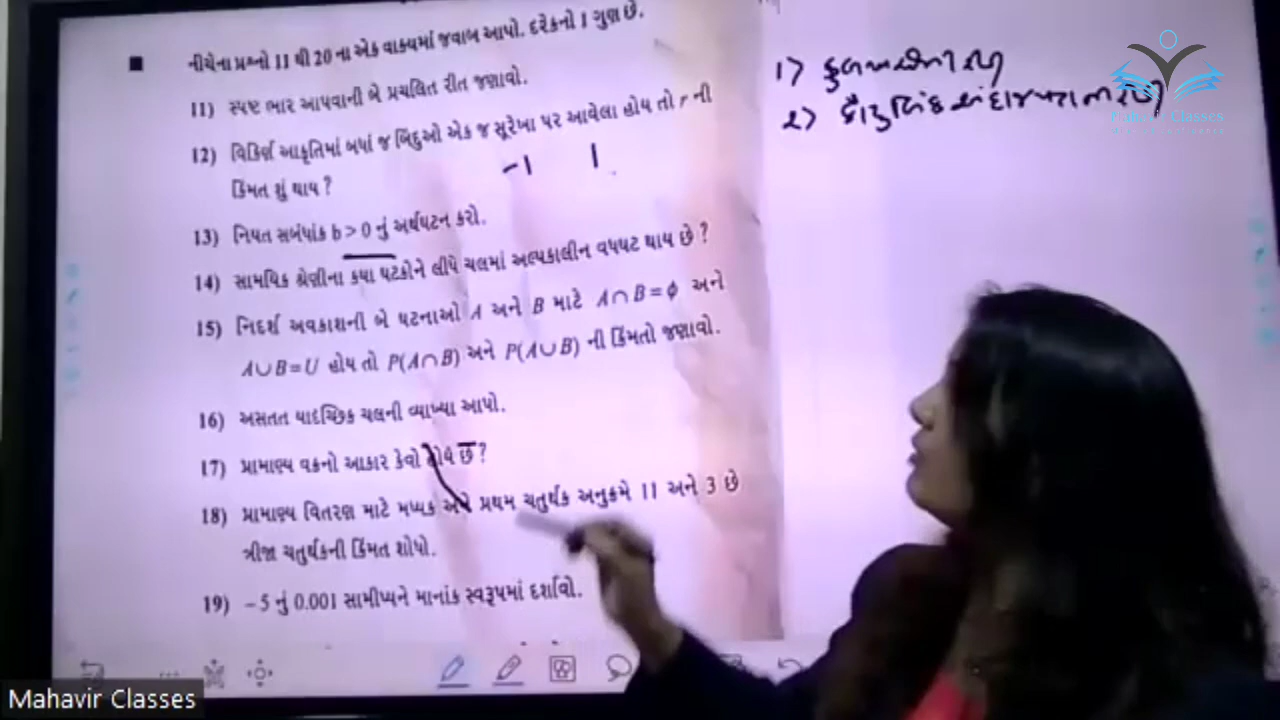 નીચેના પ્રશ્નો 11 થી 20 ના એક વાક્યમાં જવાબ આપો. દરેકનો 1 ગુણ છે.
11) સ્પષ્ટ ભાર આપવાની બે પ્રચલિત રીત જણાવો.
12) વિકિર્ણ આકૃતિમાં બધાં જ બિંદુઓ એક જ સૂરેખા પર આવેલા હોય તો r ની
કિંમત શું થાય ?
-1 1
13) નિયત સબંધાંક b > 0 નું અર્થઘટન કરો.
14) સામયિક શ્રેણીના કયા ઘટકોને લીધે ચલમાં અલ્પકાલીન વધઘટ થાય છે ?
15) નિદર્શ અવકાશની બે ઘટનાઓ A અને B માટે A∩B=ϕ અને
A∪B=U હોય તો P(A∩B) અને P(A∪B) ની કિંમતો જણાવો.
16) અસતત યાદચ્છિક ચલની વ્યાખ્યા આપો.
17) પ્રામાણ્ય વક્રનો આકાર કેવો હોય છે ?
18) પ્રામાણ્ય વિતરણ માટે મધ્યક અને પ્રથમ ચતુર્થક અનુક્રમે 11 અને 3 છે
ત્રીજા ચતુર્થકની કિંમત શોધો.
19) –5 નું 0.001 સામીપ્યને માનાંક સ્વરૂપમાં દર્શાવો.
1)
2)
Mahavir Classes
Mahavir Classes